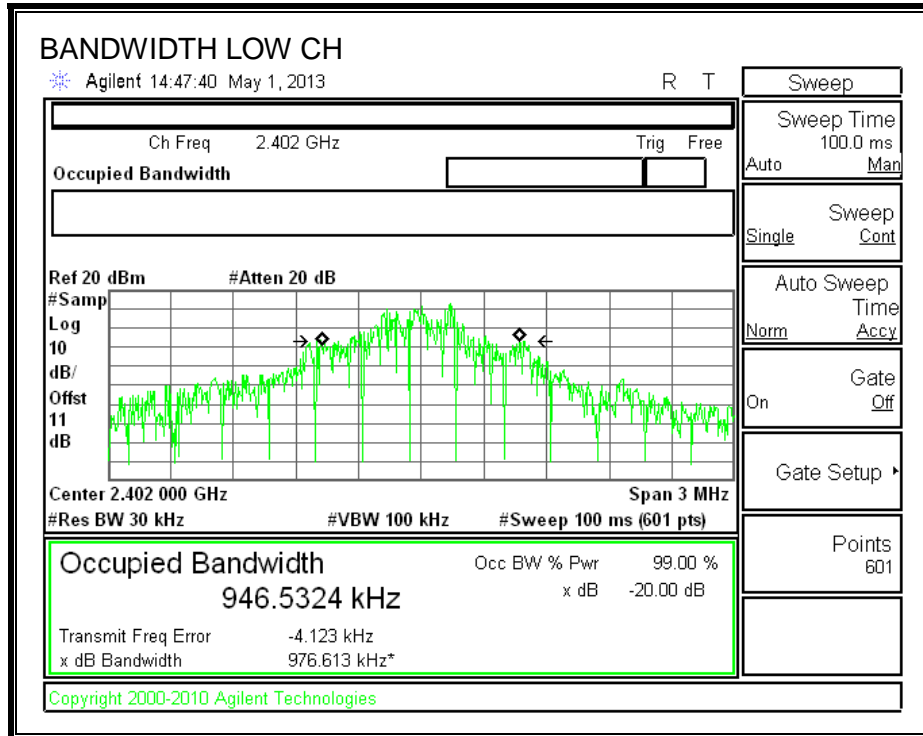 BANDWIDTH LOW CH
Agilent 14:47:40 May 1, 2013 R T
Ch Freq 2.402 GHz Trig Free
Occupied Bandwidth
Ref 20 dBm #Atten 20 dB
#Samp
Log
10
dB/
Offst
11
dB
Center 2.402 000 GHz Span 3 MHz
#Res BW 30 kHz #VBW 100 kHz #Sweep 100 ms (601 pts)
Occupied Bandwidth Occ BW % Pwr 99.00 %
946.5324 kHz x dB -20.00 dB
Transmit Freq Error -4.123 kHz
x dB Bandwidth 976.613 kHz*
Copyright 2000-2010 Agilent Technologies
Sweep
Sweep Time
100.0 ms
Auto Man
Sweep
Single Cont
Auto Sweep
Time
Norm Accy
Gate
On Off
Gate Setup
Points
601